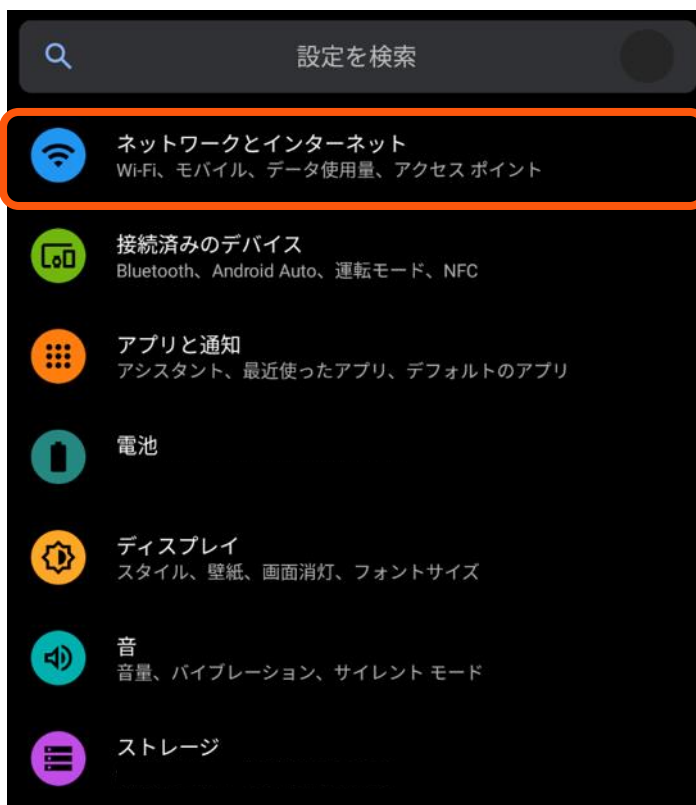 設定を検索
ネットワークとインターネット
Wi-Fi、モバイル、データ使用量、アクセス ポイント
接続済みのデバイス
Bluetooth、Android Auto、運転モード、NFC
アプリと通知
アシスタント、最近使ったアプリ、デフォルトのアプリ
電池
ディスプレイ
スタイル、壁紙、画面消灯、フォントサイズ
音
音量、バイブレーション、サイレント モード
ストレージ